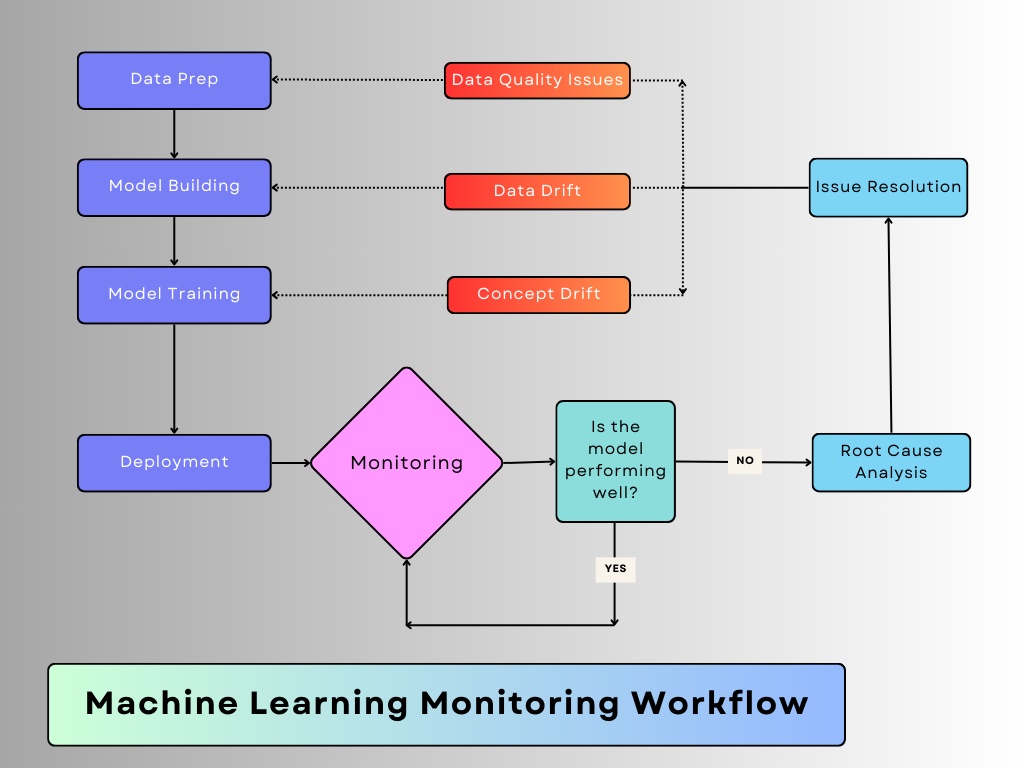 Data Prep
Data Quality Issues
Model Building
Data Drift
Issue Resolution
Model Training
Concept Drift
Deployment
Monitoring
Is the
model
performing
well?
NO
Root Cause
Analysis
YES
Machine Learning Monitoring Workflow